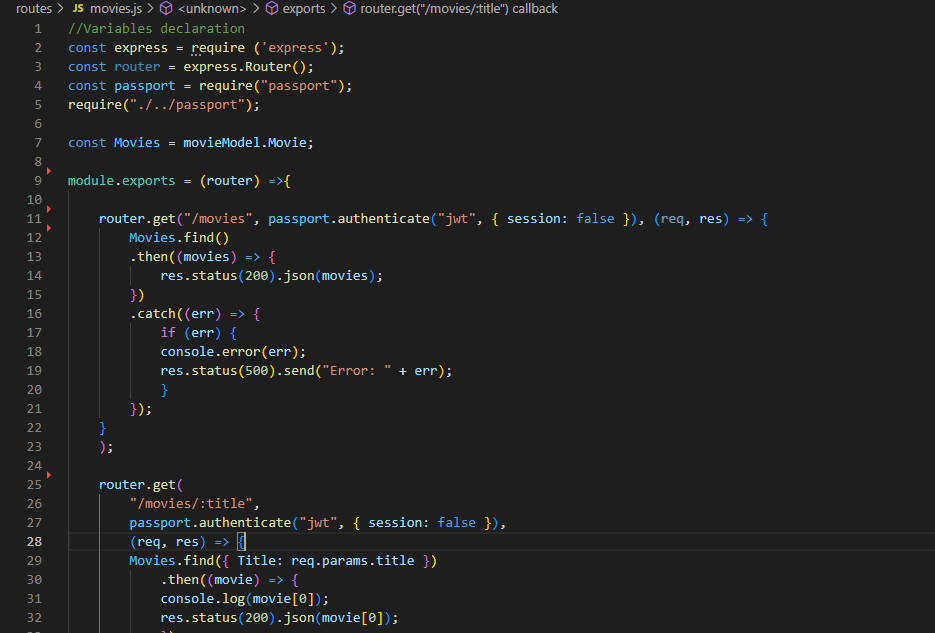 routes > JS movies.js > <unknown> > exports > router.get("/movies/:title") callback
1 //Variables declaration
2 const express = require ('express');
3 const router = express.Router();
4 const passport = require("passport");
5 require("./../passport");
6
7 const Movies = movieModel.Movie;
8
9 module.exports = (router) =>{
10
11 router.get("/movies", passport.authenticate("jwt", { session: false }), (req, res) => {
12 Movies.find()
13 .then((movies) => {
14 res.status(200).json(movies);
15 })
16 .catch((err) => {
17 if (err) {
18 console.error(err);
19 res.status(500).send("Error: " + err);
20 }
21 });
22 }
23 );
24
25 router.get(
26 "/movies/:title",
27 passport.authenticate("jwt", { session: false }),
28 (req, res) => {
29 Movies.find({ Title: req.params.title })
30 .then((movie) => {
31 console.log(movie[0]);
32 res.status(200).json(movie[0]);